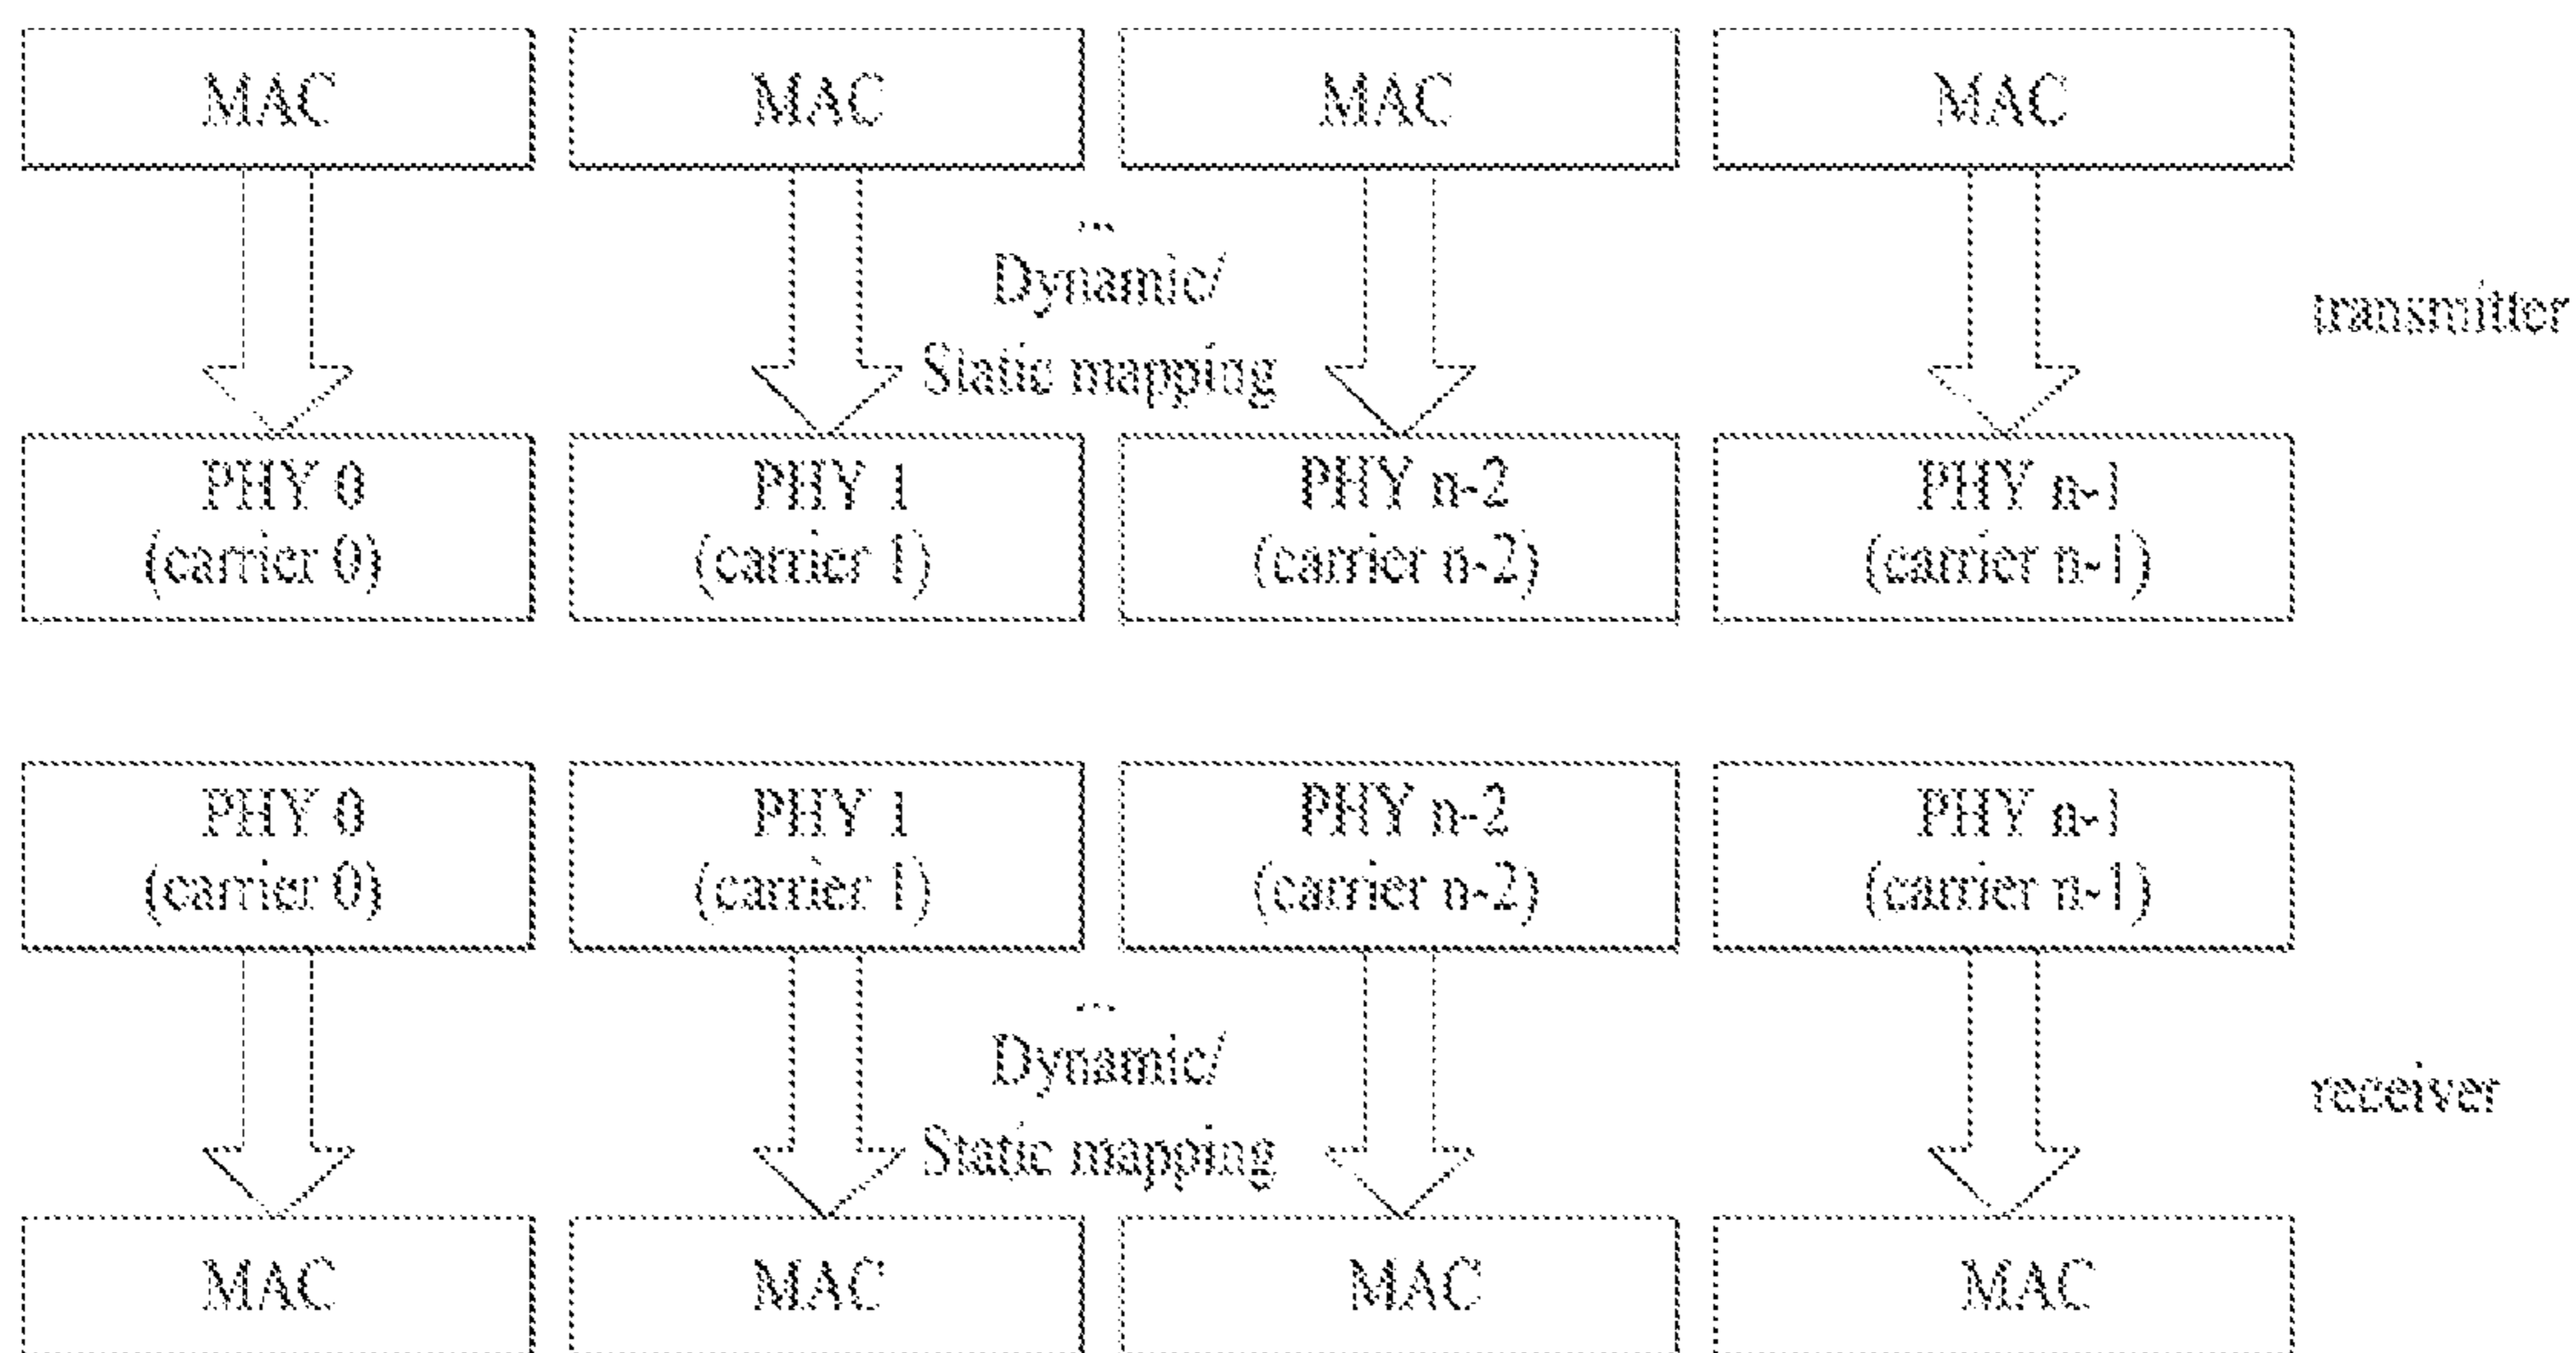 MAC MAC MAC MAC
...
Dynamic/
Static mapping
transmitter
PHY 0 PHY 1 PHY n-2 PHY n-1
(carrier 0) (carrier 1) (carrier n-2) (carrier n-1)
PHY 0 PHY 1 PHY n-2 PHY n-1
(carrier 0) (carrier 1) (carrier n-2) (carrier n-1)
...
Dynamic/
Static mapping
receiver
MAC MAC MAC MAC